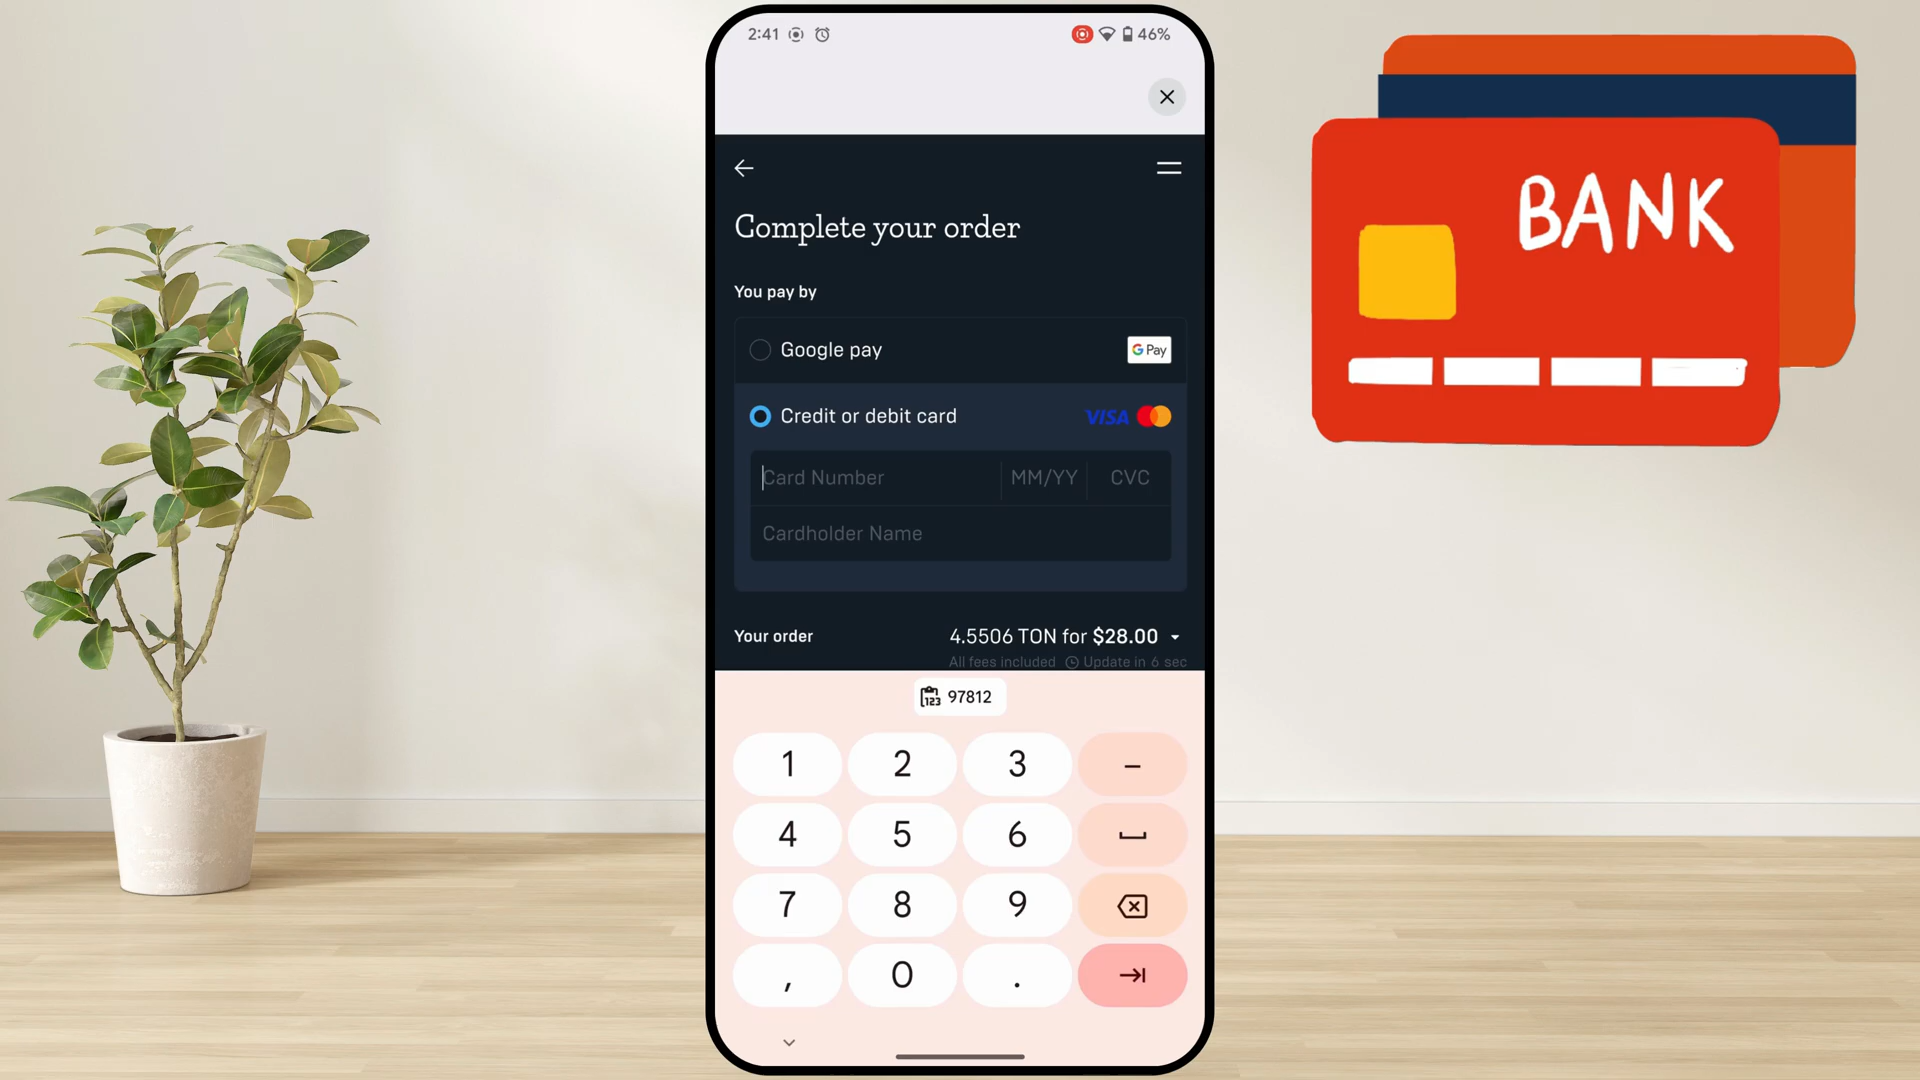 2:41 46%
Complete your order
You pay by
Google pay G Pay
Credit or debit card VISA
Card Number MM/YY CVC
Cardholder Name
Your order 4.5506 TON for $28.00
All fees included Update in 6 sec
123 97812
1 2 3 –
4 5 6
7 8 9
, 0 .
BANK